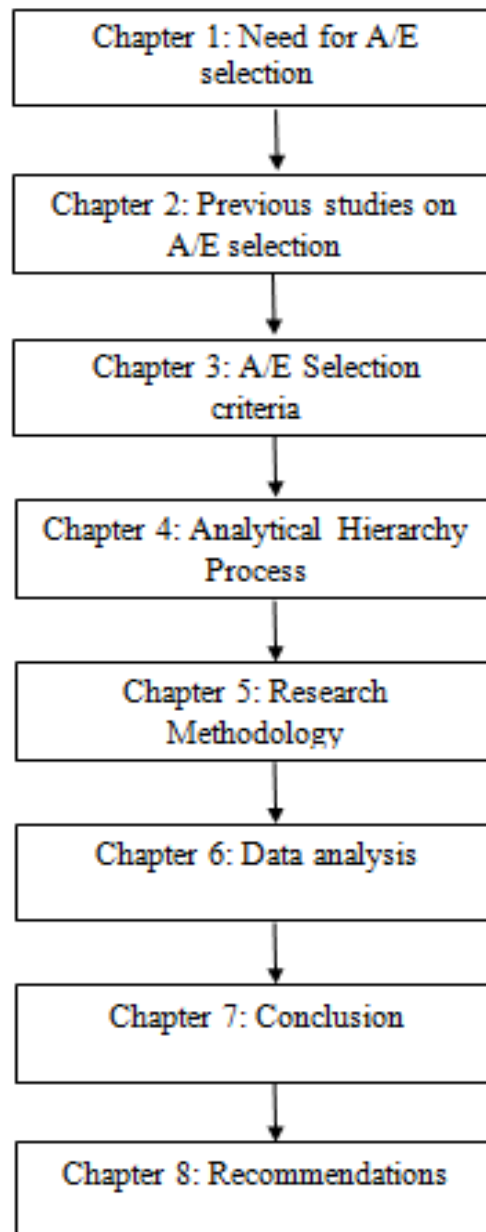 Chapter 1: Need for A/E
selection
Chapter 2: Previous studies on
A/E selection
Chapter 3: A/E Selection
criteria
Chapter 4: Analytical Hierarchy
Process
Chapter 5: Research
Methodology
Chapter 6: Data analysis
Chapter 7: Conclusion
Chapter 8: Recommendations